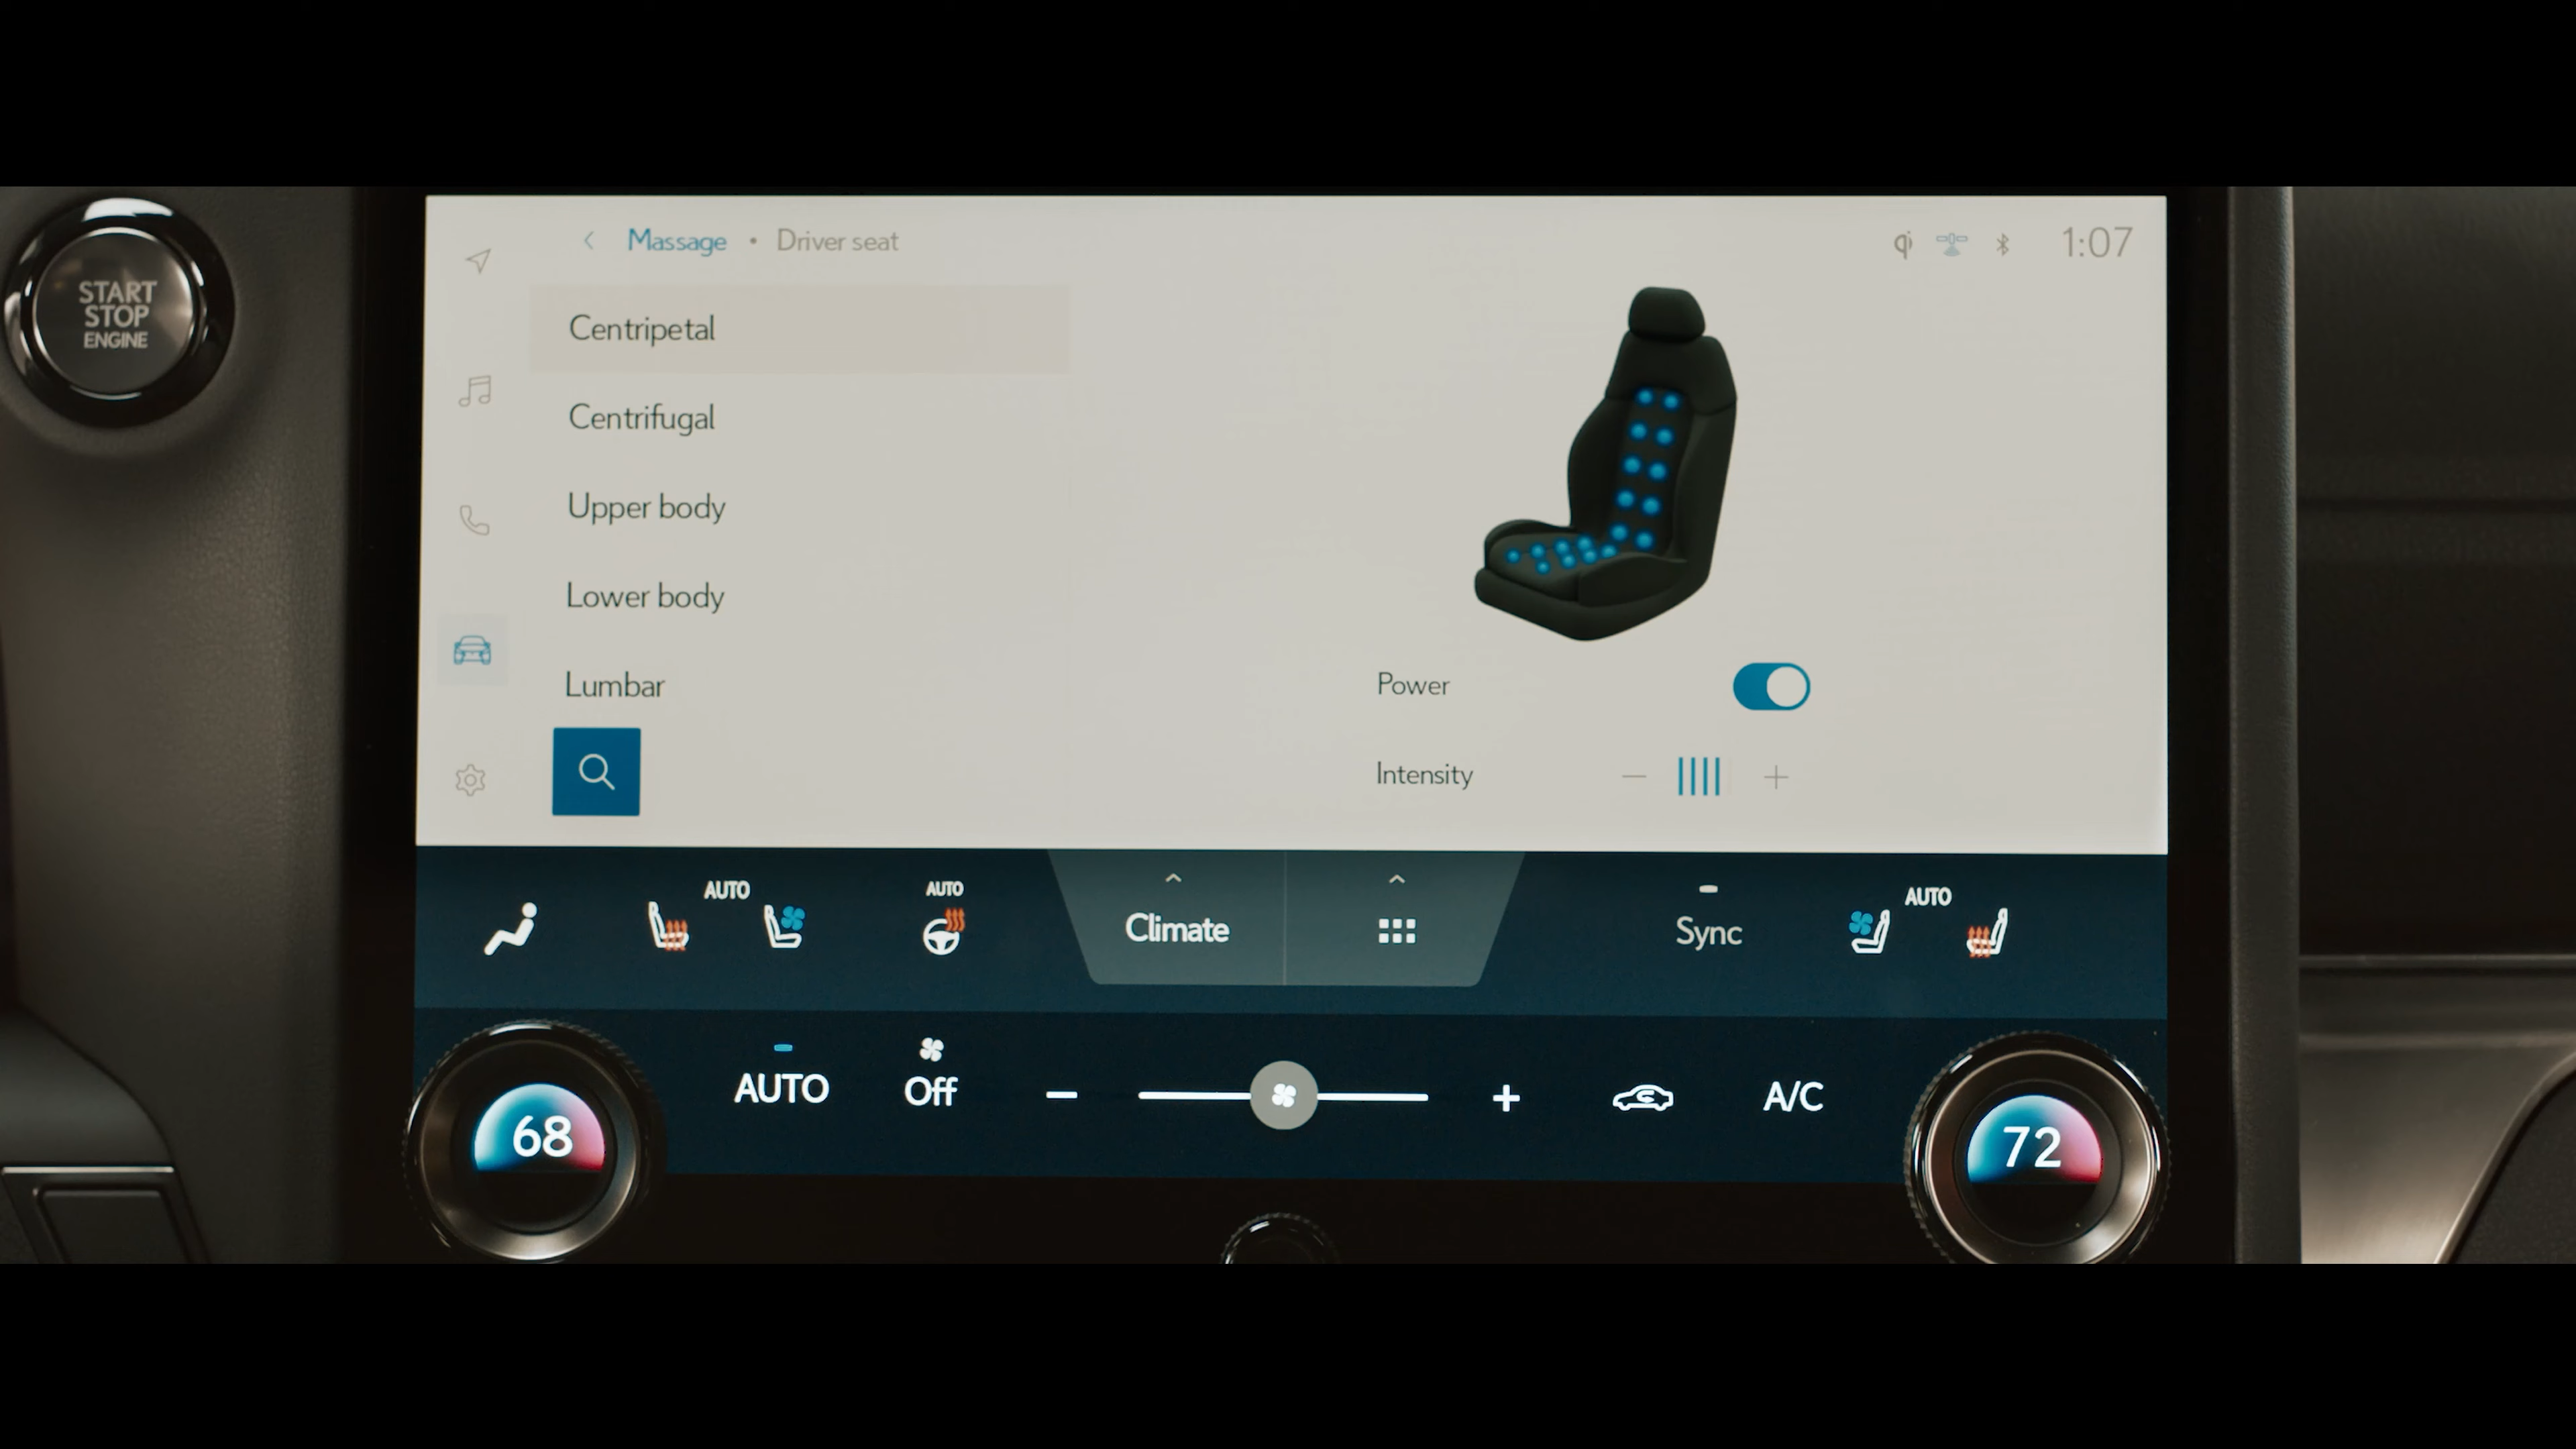 START
STOP
ENGINE
Massage • Driver seat
qi
1:07
Centripetal
Centrifugal
Upper body
Lower body
Lumbar
Power
Intensity
AUTO
AUTO
Climate
Sync
AUTO
AUTO
Off
A/C
68
72